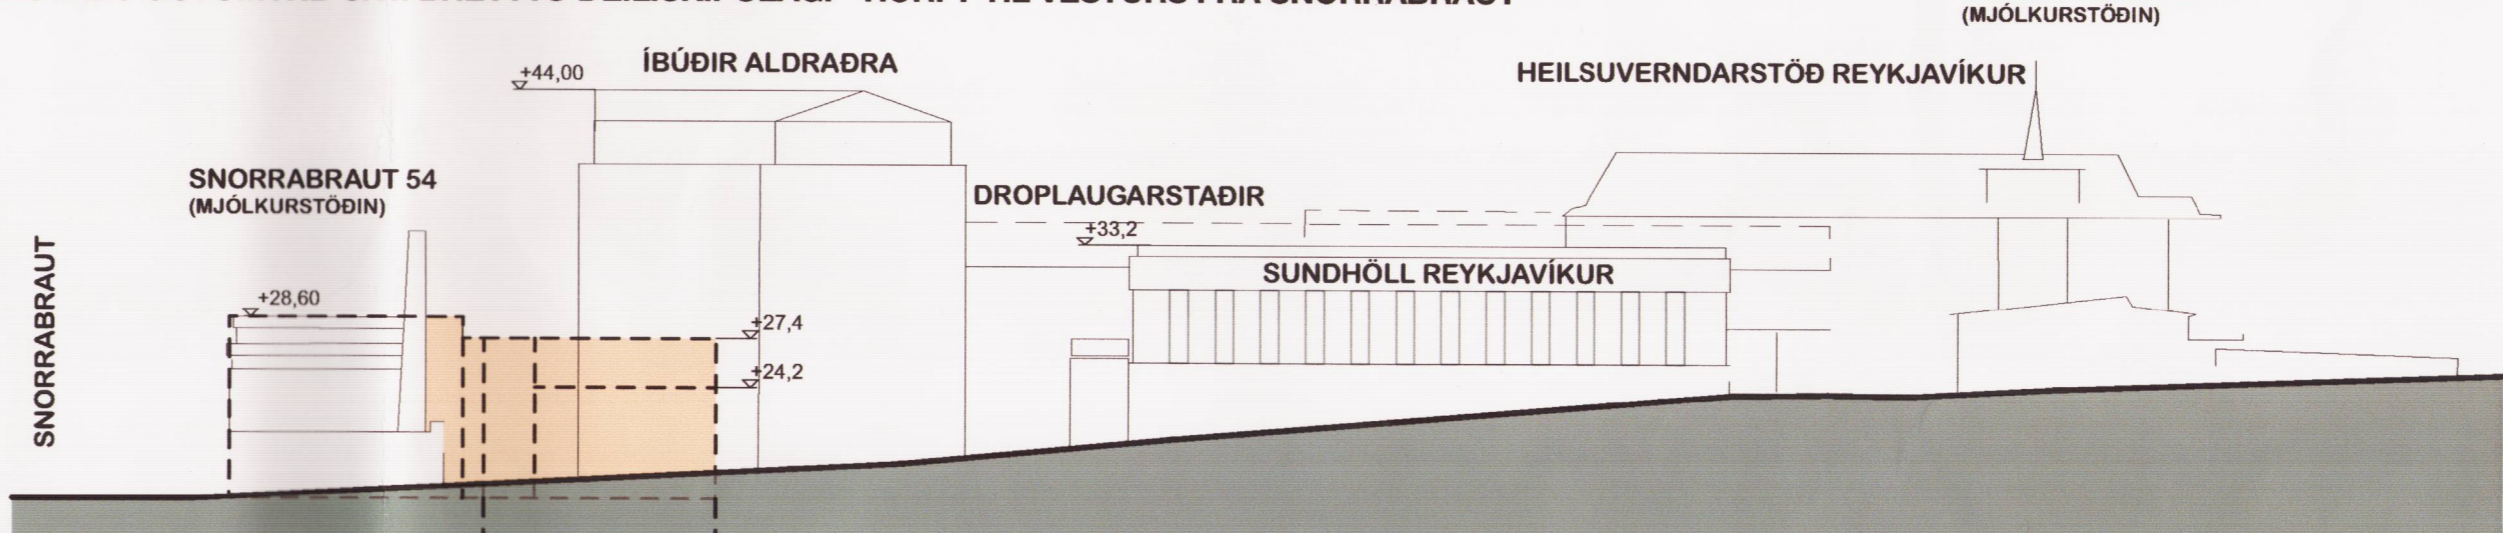 SNORRABRAUT
(MJÓLKURSTÖÐIN)
ÍBÚÐIR ALDRAÐRA
+44,00
HEILSUVERNDARSTÖÐ REYKJAVÍKUR
SNORRABRAUT 54
(MJÓLKURSTÖÐIN)
DROPLAUGARSTAÐIR
+33,2
SUNDHÖLL REYKJAVÍKUR
+28,60
+27,4
+24,2
SNORRABRAUT